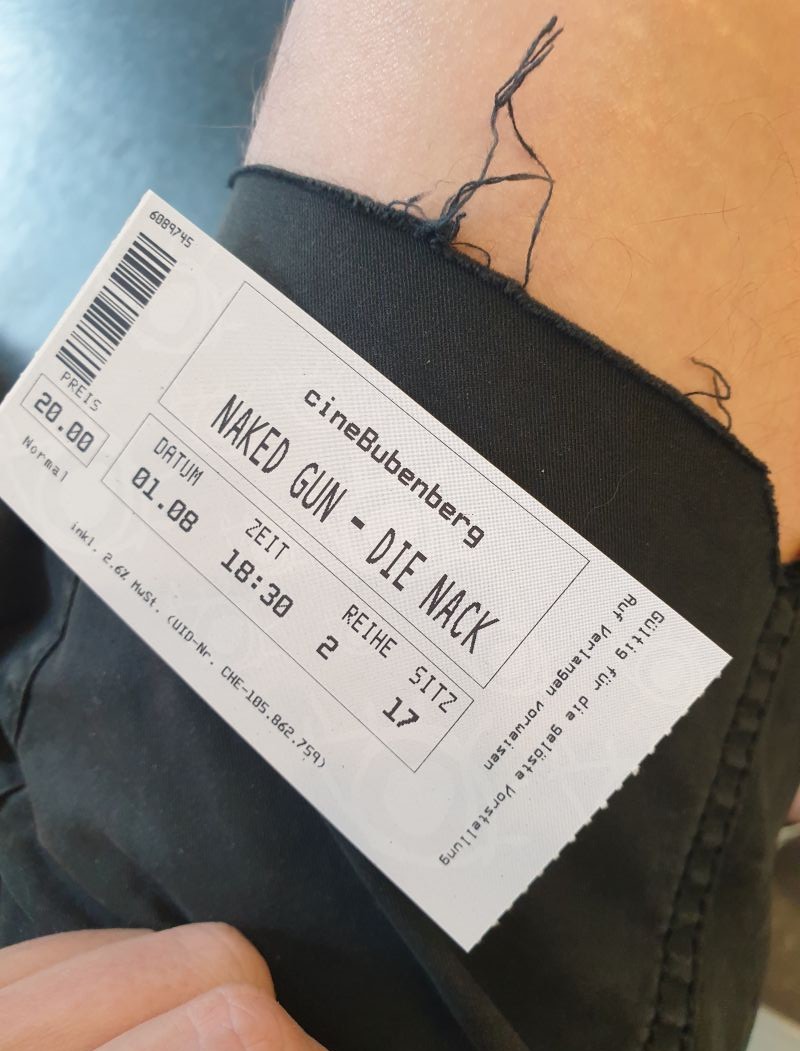 6089745
PREIS
20.00
Normal
cineBubenberg
NAKED GUN - DIE NACK
DATUM ZEIT REIHE SITZ
01.08 18:30 2 17
inkl. 2.6% MwSt. (UID-Nr. CHE-105.862.759)
Gültig für die gelöste Vorstellung
Auf Verlangen vorweisen